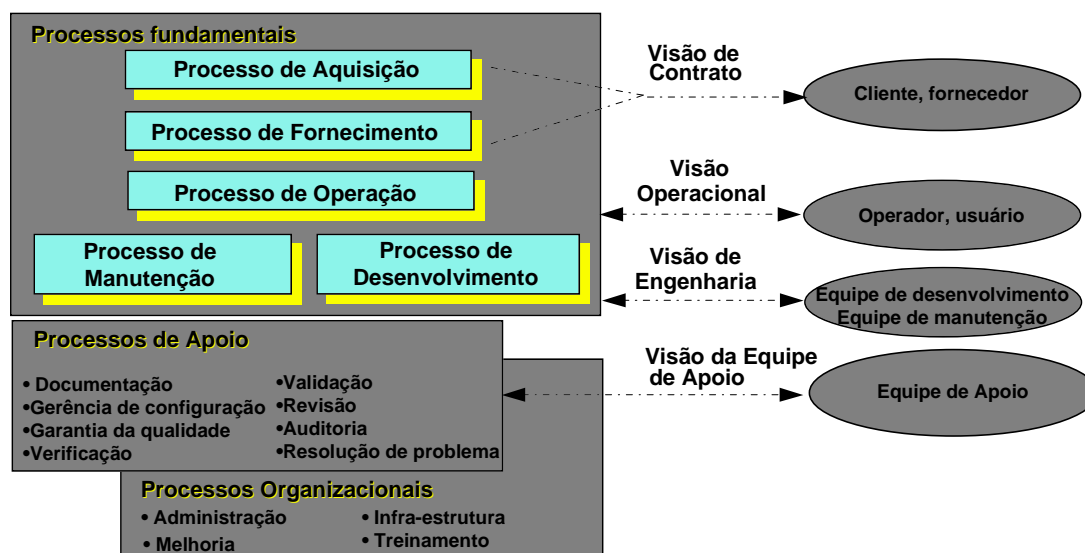 Processos fundamentais
Processo de Aquisição
Processo de Fornecimento
Processo de Operação
Processo de
Manutenção
Processo de
Desenvolvimento
Visão de
Contrato
Cliente, fornecedor
Visão
Operacional
Operador, usuário
Visão de
Engenharia
Equipe de desenvolvimento
Equipe de manutenção
Processos de Apoio
• Documentação
•Gerência de configuração
•Garantia da qualidade
•Verificação
•Validação
•Revisão
•Auditoria
•Resolução de problema
Visão da Equipe
de Apoio
Equipe de Apoio
Processos Organizacionais
• Administração
• Melhoria
• Infra-estrutura
• Treinamento